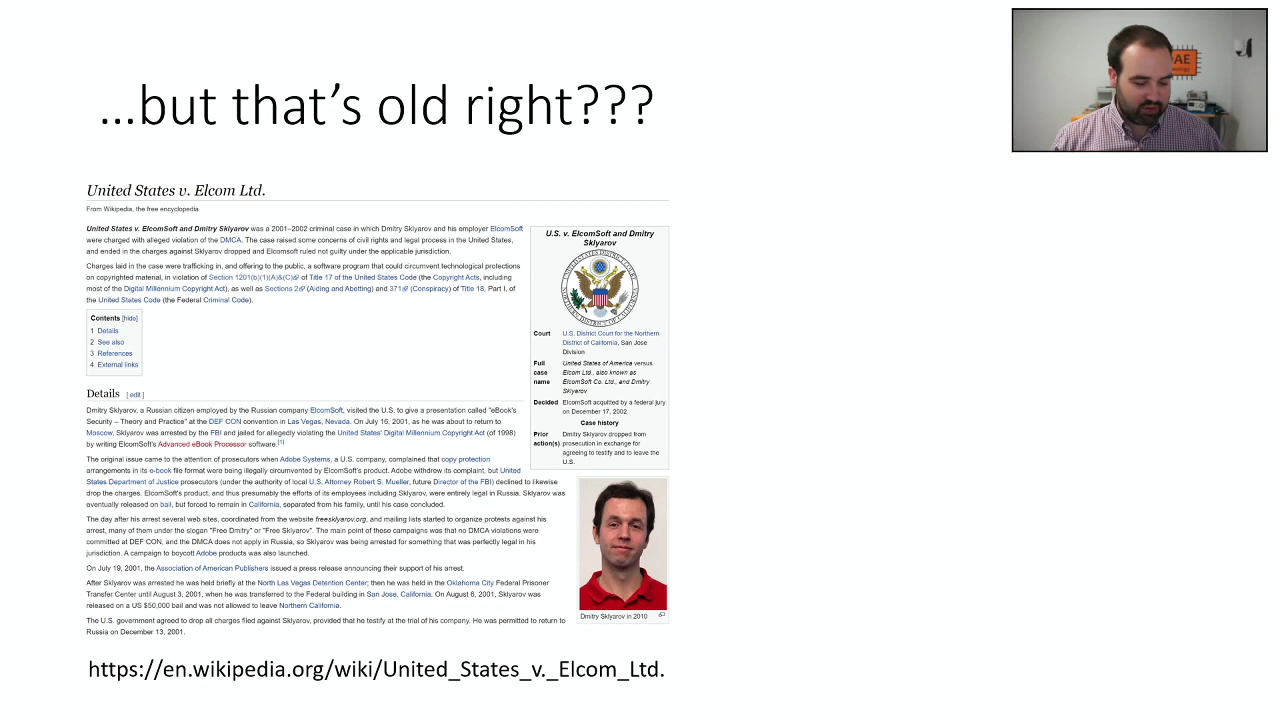 ...but that's old right???
AE
United States v. Elcom Ltd.
From Wikipedia, the free encyclopedia
United States v. ElcomSoft and Dmitry Sklyarov was a 2001–2002 criminal case in which Dmitry Sklyarov and his employer ElcomSoft
were charged with alleged violation of the DMCA. The case raised some concerns of civil rights and legal process in the United States,
and ended in the charges against Sklyarov dropped and Elcomsoft ruled not guilty under the applicable jurisdiction.
Charges laid in the case were trafficking in, and offering to the public, a software program that could circumvent technological protections
on copyrighted material, in violation of Section 1201(b)(1)(A)&(C) of Title 17 of the United States Code (the Copyright Acts, including
most of the Digital Millennium Copyright Act), as well as Sections 2 (Aiding and Abetting) and 371 (Conspiracy) of Title 18, Part I, of
the United States Code (the Federal Criminal Code).
Contents [hide]
1 Details
2 See also
3 References
4 External links
U.S. v. ElcomSoft and Dmitry
Sklyarov
Court U.S. District Court for the Northern
District of California, San Jose
Division
Full United States of America versus
case Elcom Ltd., also known as
name ElcomSoft Co. Ltd., and Dmitry
Sklyarov
Decided ElcomSoft acquitted by a federal jury
on December 17, 2002
Case history
Prior Dmitry Sklyarov dropped from
action(s) prosecution in exchange for
agreeing to testify and to leave the
U.S.
Details [ edit ]
Dmitry Sklyarov, a Russian citizen employed by the Russian company ElcomSoft, visited the U.S. to give a presentation called "eBook's
Security – Theory and Practice" at the DEF CON convention in Las Vegas, Nevada. On July 16, 2001, as he was about to return to
Moscow, Sklyarov was arrested by the FBI and jailed for allegedly violating the United States' Digital Millennium Copyright Act (of 1998)
by writing ElcomSoft's Advanced eBook Processor software.[1]
The original issue came to the attention of prosecutors when Adobe Systems, a U.S. company, complained that copy protection
arrangements in its e-book file format were being illegally circumvented by ElcomSoft's product. Adobe withdrew its complaint, but United
States Department of Justice prosecutors (under the authority of local U.S. Attorney Robert S. Mueller, future Director of the FBI) declined to likewise
drop the charges. ElcomSoft's product, and thus presumably the efforts of its employees including Sklyarov, were entirely legal in Russia. Sklyarov was
eventually released on bail, but forced to remain in California, separated from his family, until his case concluded.
The day after his arrest several web sites, coordinated from the website freesklyarov.org, and mailing lists started to organize protests against his
arrest, many of them under the slogan "Free Dmitry" or "Free Sklyarov". The main point of these campaigns was that no DMCA violations were
committed at DEF CON, and the DMCA does not apply in Russia, so Sklyarov was being arrested for something that was perfectly legal in his
jurisdiction. A campaign to boycott Adobe products was also launched.
On July 19, 2001, the Association of American Publishers issued a press release announcing their support of his arrest.
After Sklyarov was arrested he was held briefly at the North Las Vegas Detention Center; then he was held in the Oklahoma City Federal Prisoner
Transfer Center until August 3, 2001, when he was transferred to the Federal building in San Jose, California. On August 6, 2001, Sklyarov was
released on a US $50,000 bail and was not allowed to leave Northern California.
The U.S. government agreed to drop all charges filed against Sklyarov, provided that he testify at the trial of his company. He was permitted to return to
Russia on December 13, 2001.
Dmitry Sklyarov in 2010
https://en.wikipedia.org/wiki/United_States_v._Elcom_Ltd.